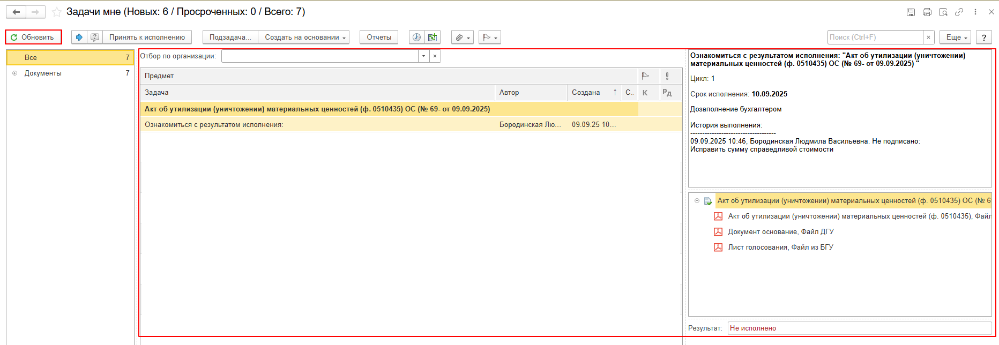 Задачи мне (Новых: 6 / Просроченных: 0 / Всего: 7)
Обновить
Принять к исполнению
Подзадача...
Создать на основании
Отчеты
Поиск (Ctrl+F)
×
Еще
?
Все 7
Документы 7
Отбор по организации:
×
Предмет
Задача Автор Создана ↑ С.. К Рд
Акт об утилизации (уничтожении) материальных ценностей (ф. 0510435) ОС (№ 69- от 09.09.2025)
Ознакомиться с результатом исполнения: Бородинская Лю... 09.09.25 10...
Ознакомиться с результатом исполнения: "Акт об утилизации (уничтожении)
материальных ценностей (ф. 0510435) ОС (№ 69- от 09.09.2025) "
Цикл: 1
Срок исполнения: 10.09.2025
Дозаполнение бухгалтером
История выполнения:
------------------------------------
09.09.2025 10:46, Бородинская Людмила Васильевна. Не подписано:
Исправить сумму справедливой стоимости
Акт об утилизации (уничтожении) материальных ценностей (ф. 0510435) ОС (№ 6
Акт об утилизации (уничтожении) материальных ценностей (ф. 0510435), Файл
Документ основание, Файл ДГУ
Лист голосования, Файл из БГУ
Результат: Не исполнено